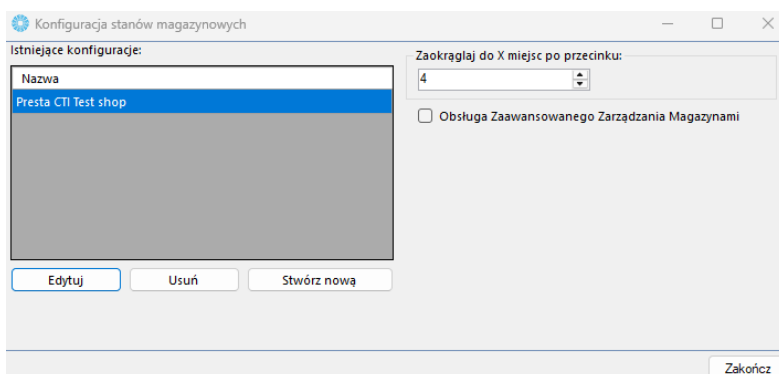 Konfiguracja stanów magazynowych
Istniejące konfiguracje:
Nazwa
Presta CTI Test shop
Edytuj
Usuń
Stwórz nową
Zaokrąglaj do X miejsc po przecinku:
4
Obsługa Zaawansowanego Zarządzania Magazynami
Zakończ